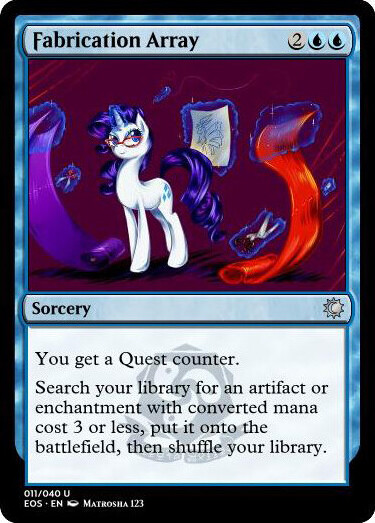 Fabrication Array 2
Sorcery
You get a Quest counter.
Search your library for an artifact or
enchantment with converted mana
cost 3 or less, put it onto the
battlefield, then shuffle your library.
011/040 U
EOS • EN Matrosha 123